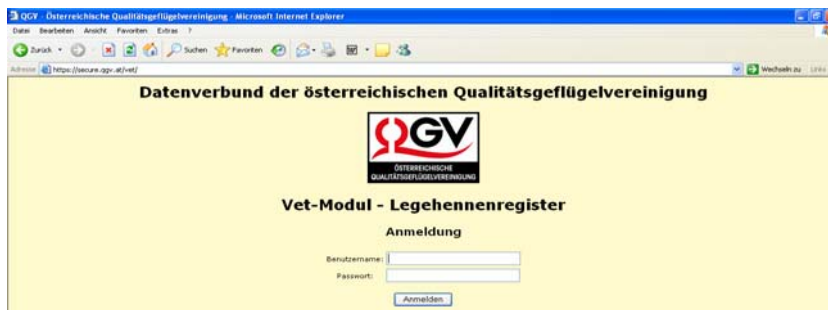 QGV - Österreichische Qualitätsgeflügelvereinigung - Microsoft Internet Explorer
Datei Bearbeiten Ansicht Favoriten Extras ?
Zurück Suchen Favoriten
Adresse https://secure.qgv.at/vet/ Wechseln zu Links
Datenverbund der österreichischen Qualitätsgeflügelvereinigung
QGV
ÖSTERREICHISCHE
QUALITÄTSGEFLÜGELVEREINIGUNG
Vet-Modul - Legehennenregister
Anmeldung
Benutzername:
Passwort:
Anmelden